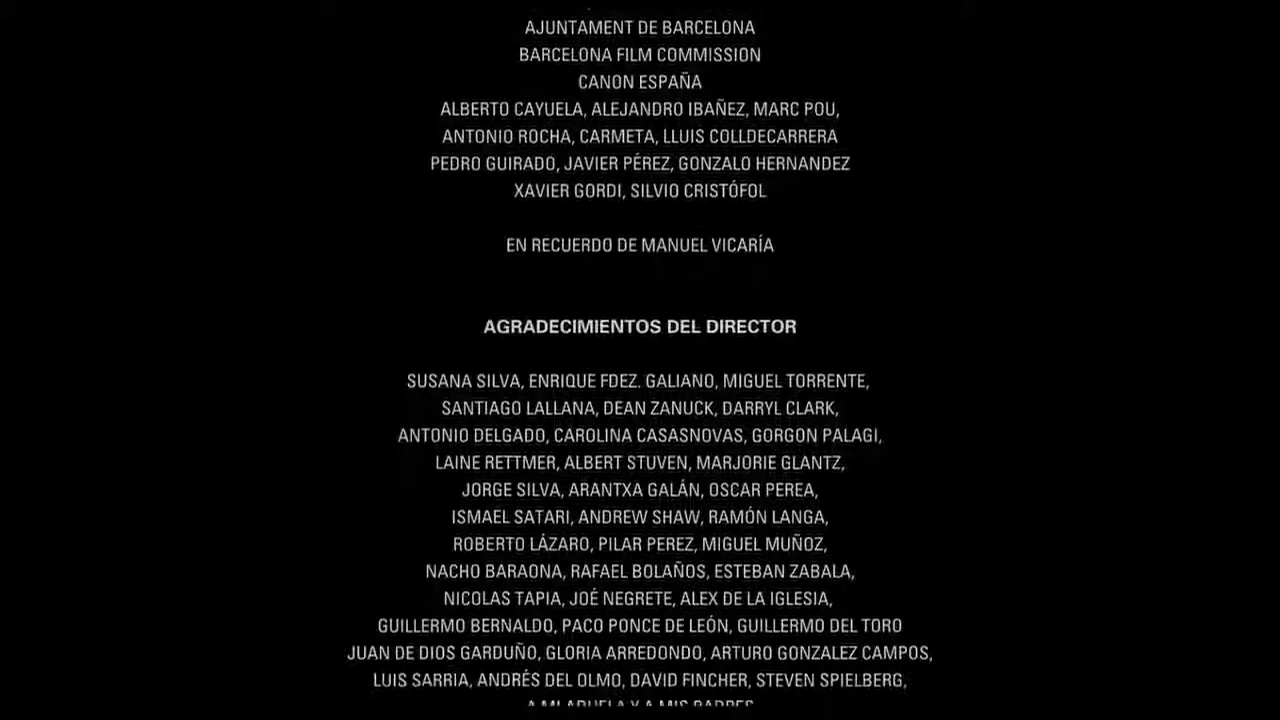 AJUNTAMENT DE BARCELONA
BARCELONA FILM COMMISSION
CANON ESPAÑA
ALBERTO CAYUELA, ALEJANDRO IBAÑEZ, MARC POU,
ANTONIO ROCHA, CARMETA, LLUIS COLLDECARRERA
PEDRO GUIRADO, JAVIER PÉREZ, GONZALO HERNANDEZ
XAVIER GORDI, SILVIO CRISTÓFOL
EN RECUERDO DE MANUEL VICARÍA
AGRADECIMIENTOS DEL DIRECTOR
SUSANA SILVA, ENRIQUE FDEZ. GALIANO, MIGUEL TORRENTE,
SANTIAGO LALLANA, DEAN ZANUCK, DARRYL CLARK,
ANTONIO DELGADO, CAROLINA CASASNOVAS, GORGON PALAGI,
LAINE RETTMER, ALBERT STUVEN, MARJORIE GLANTZ,
JORGE SILVA, ARANTXA GALÁN, OSCAR PEREA,
ISMAEL SATARI, ANDREW SHAW, RAMÓN LANGA,
ROBERTO LÁZARO, PILAR PEREZ, MIGUEL MUÑOZ,
NACHO BARAONA, RAFAEL BOLAÑOS, ESTEBAN ZABALA,
NICOLAS TAPIA, JOÉ NEGRETE, ALEX DE LA IGLESIA,
GUILLERMO BERNALDO, PACO PONCE DE LEÓN, GUILLERMO DEL TORO
JUAN DE DIOS GARDUÑO, GLORIA ARREDONDO, ARTURO GONZALEZ CAMPOS,
LUIS SARRIA, ANDRÉS DEL OLMO, DAVID FINCHER, STEVEN SPIELBERG,
A MI ABUELA Y A MIS PADRES